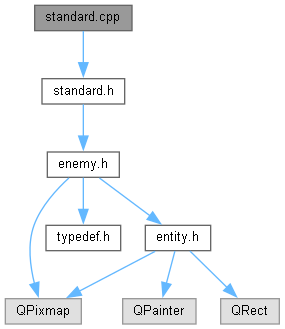 standard.cpp
standard.h
enemy.h
typedef.h
entity.h
QPixmap
QPainter
QRect